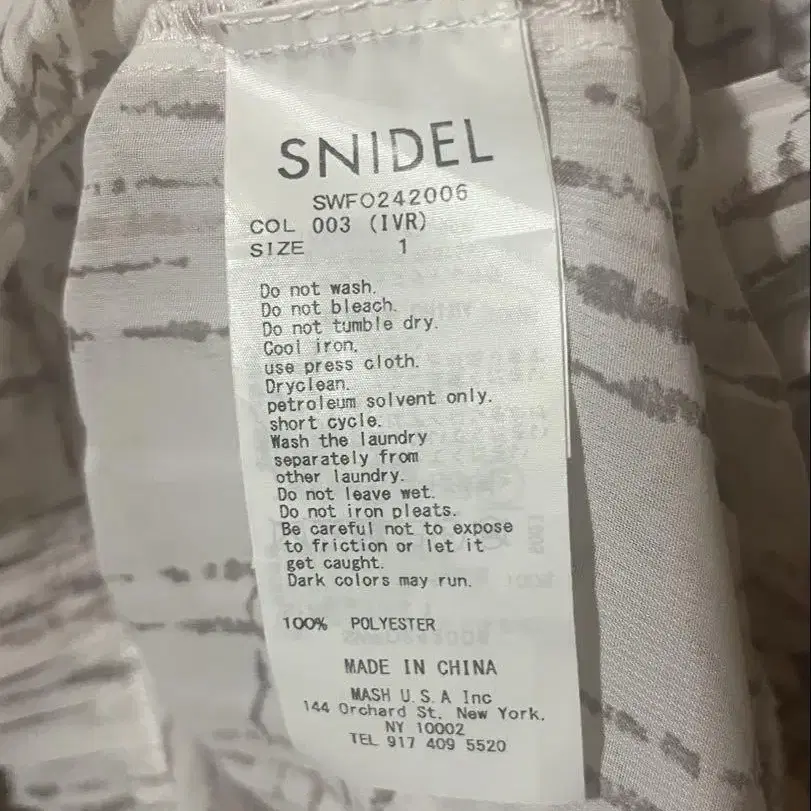 SNIDEL
SWFO242006
COL 003 (IVR)
SIZE 1
Do not wash.
Do not bleach.
Do not tumble dry.
Cool iron.
use press cloth.
Dryclean.
petroleum solvent only.
short cycle.
Wash the laundry
separately from
other laundry.
Do not leave wet.
Do not iron pleats.
Be careful not to expose
to friction or let it
get caught.
Dark colors may run.
100% POLYESTER
MADE IN CHINA
MASH U.S.A Inc
144 Orchard St. New York.
NY 10002
TEL 917 409 5520